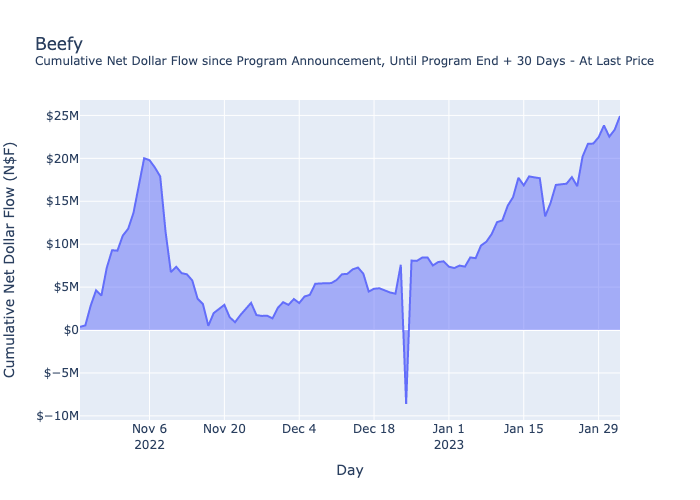 Beefy
Cumulative Net Dollar Flow since Program Announcement, Until Program End + 30 Days - At Last Price
Cumulative Net Dollar Flow (N$F)
$25M
$20M
$15M
$10M
$5M
$0
$−5M
$−10M
Nov 6
2022
Nov 20
Dec 4
Dec 18
Jan 1
2023
Jan 15
Jan 29
Day